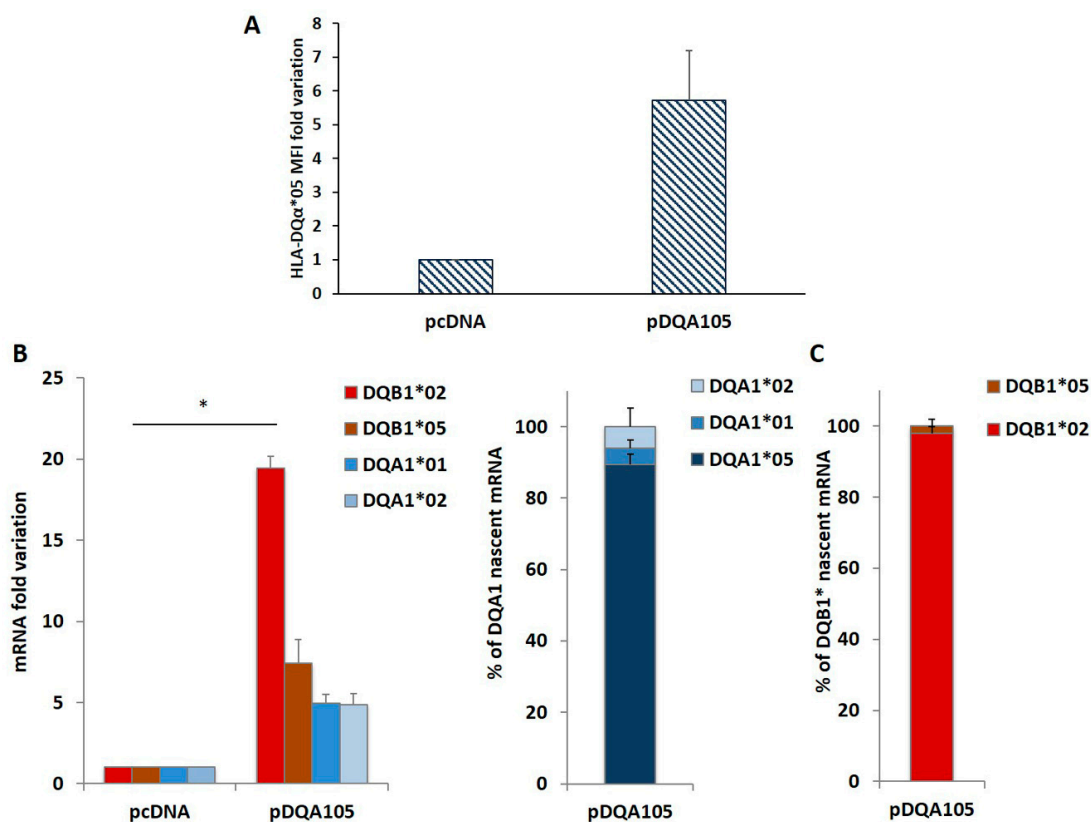 A
HLA-DQα*05 MFI fold variation
8
7
6
5
4
3
2
1
0
pcDNA
pDQA105
B
mRNA fold variation
25
20
15
10
5
0
*
DQB1*02
DQB1*05
DQA1*01
DQA1*02
pcDNA
pDQA105
% of DQA1 nascent mRNA
100
80
60
40
20
0
DQA1*02
DQA1*01
DQA1*05
pDQA105
C
% of DQB1* nascent mRNA
100
80
60
40
20
0
DQB1*05
DQB1*02
pDQA105